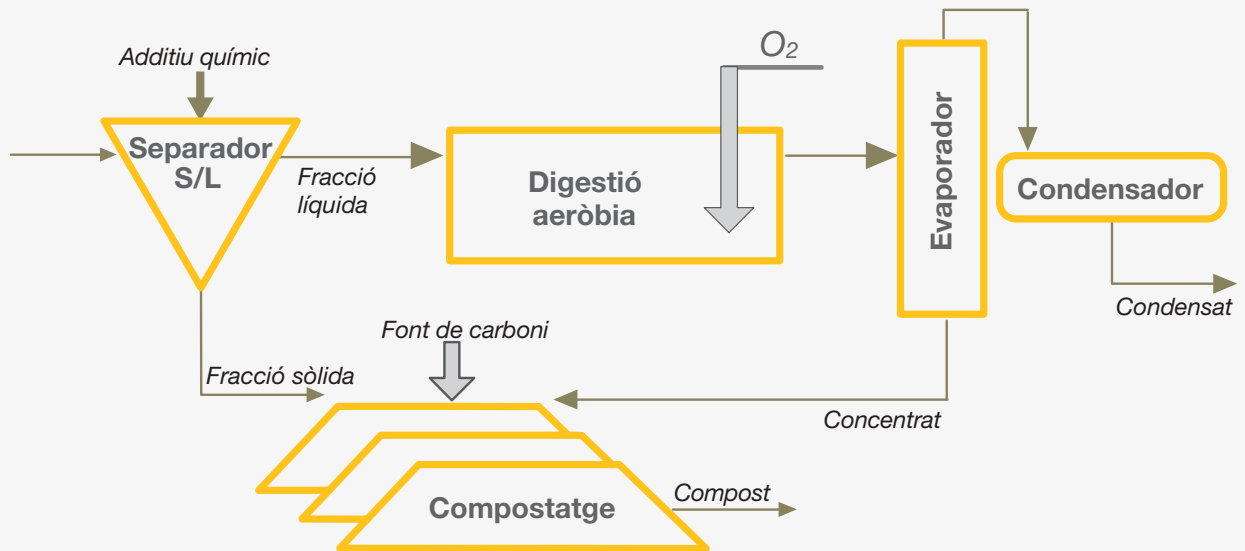 Additiu químic
Separador
S/L
Fracció
líquida
O2
Digestió
aeròbia
Evaporador
Condensador
Condensat
Font de carboni
Fracció sòlida
Concentrat
Compostatge
Compost